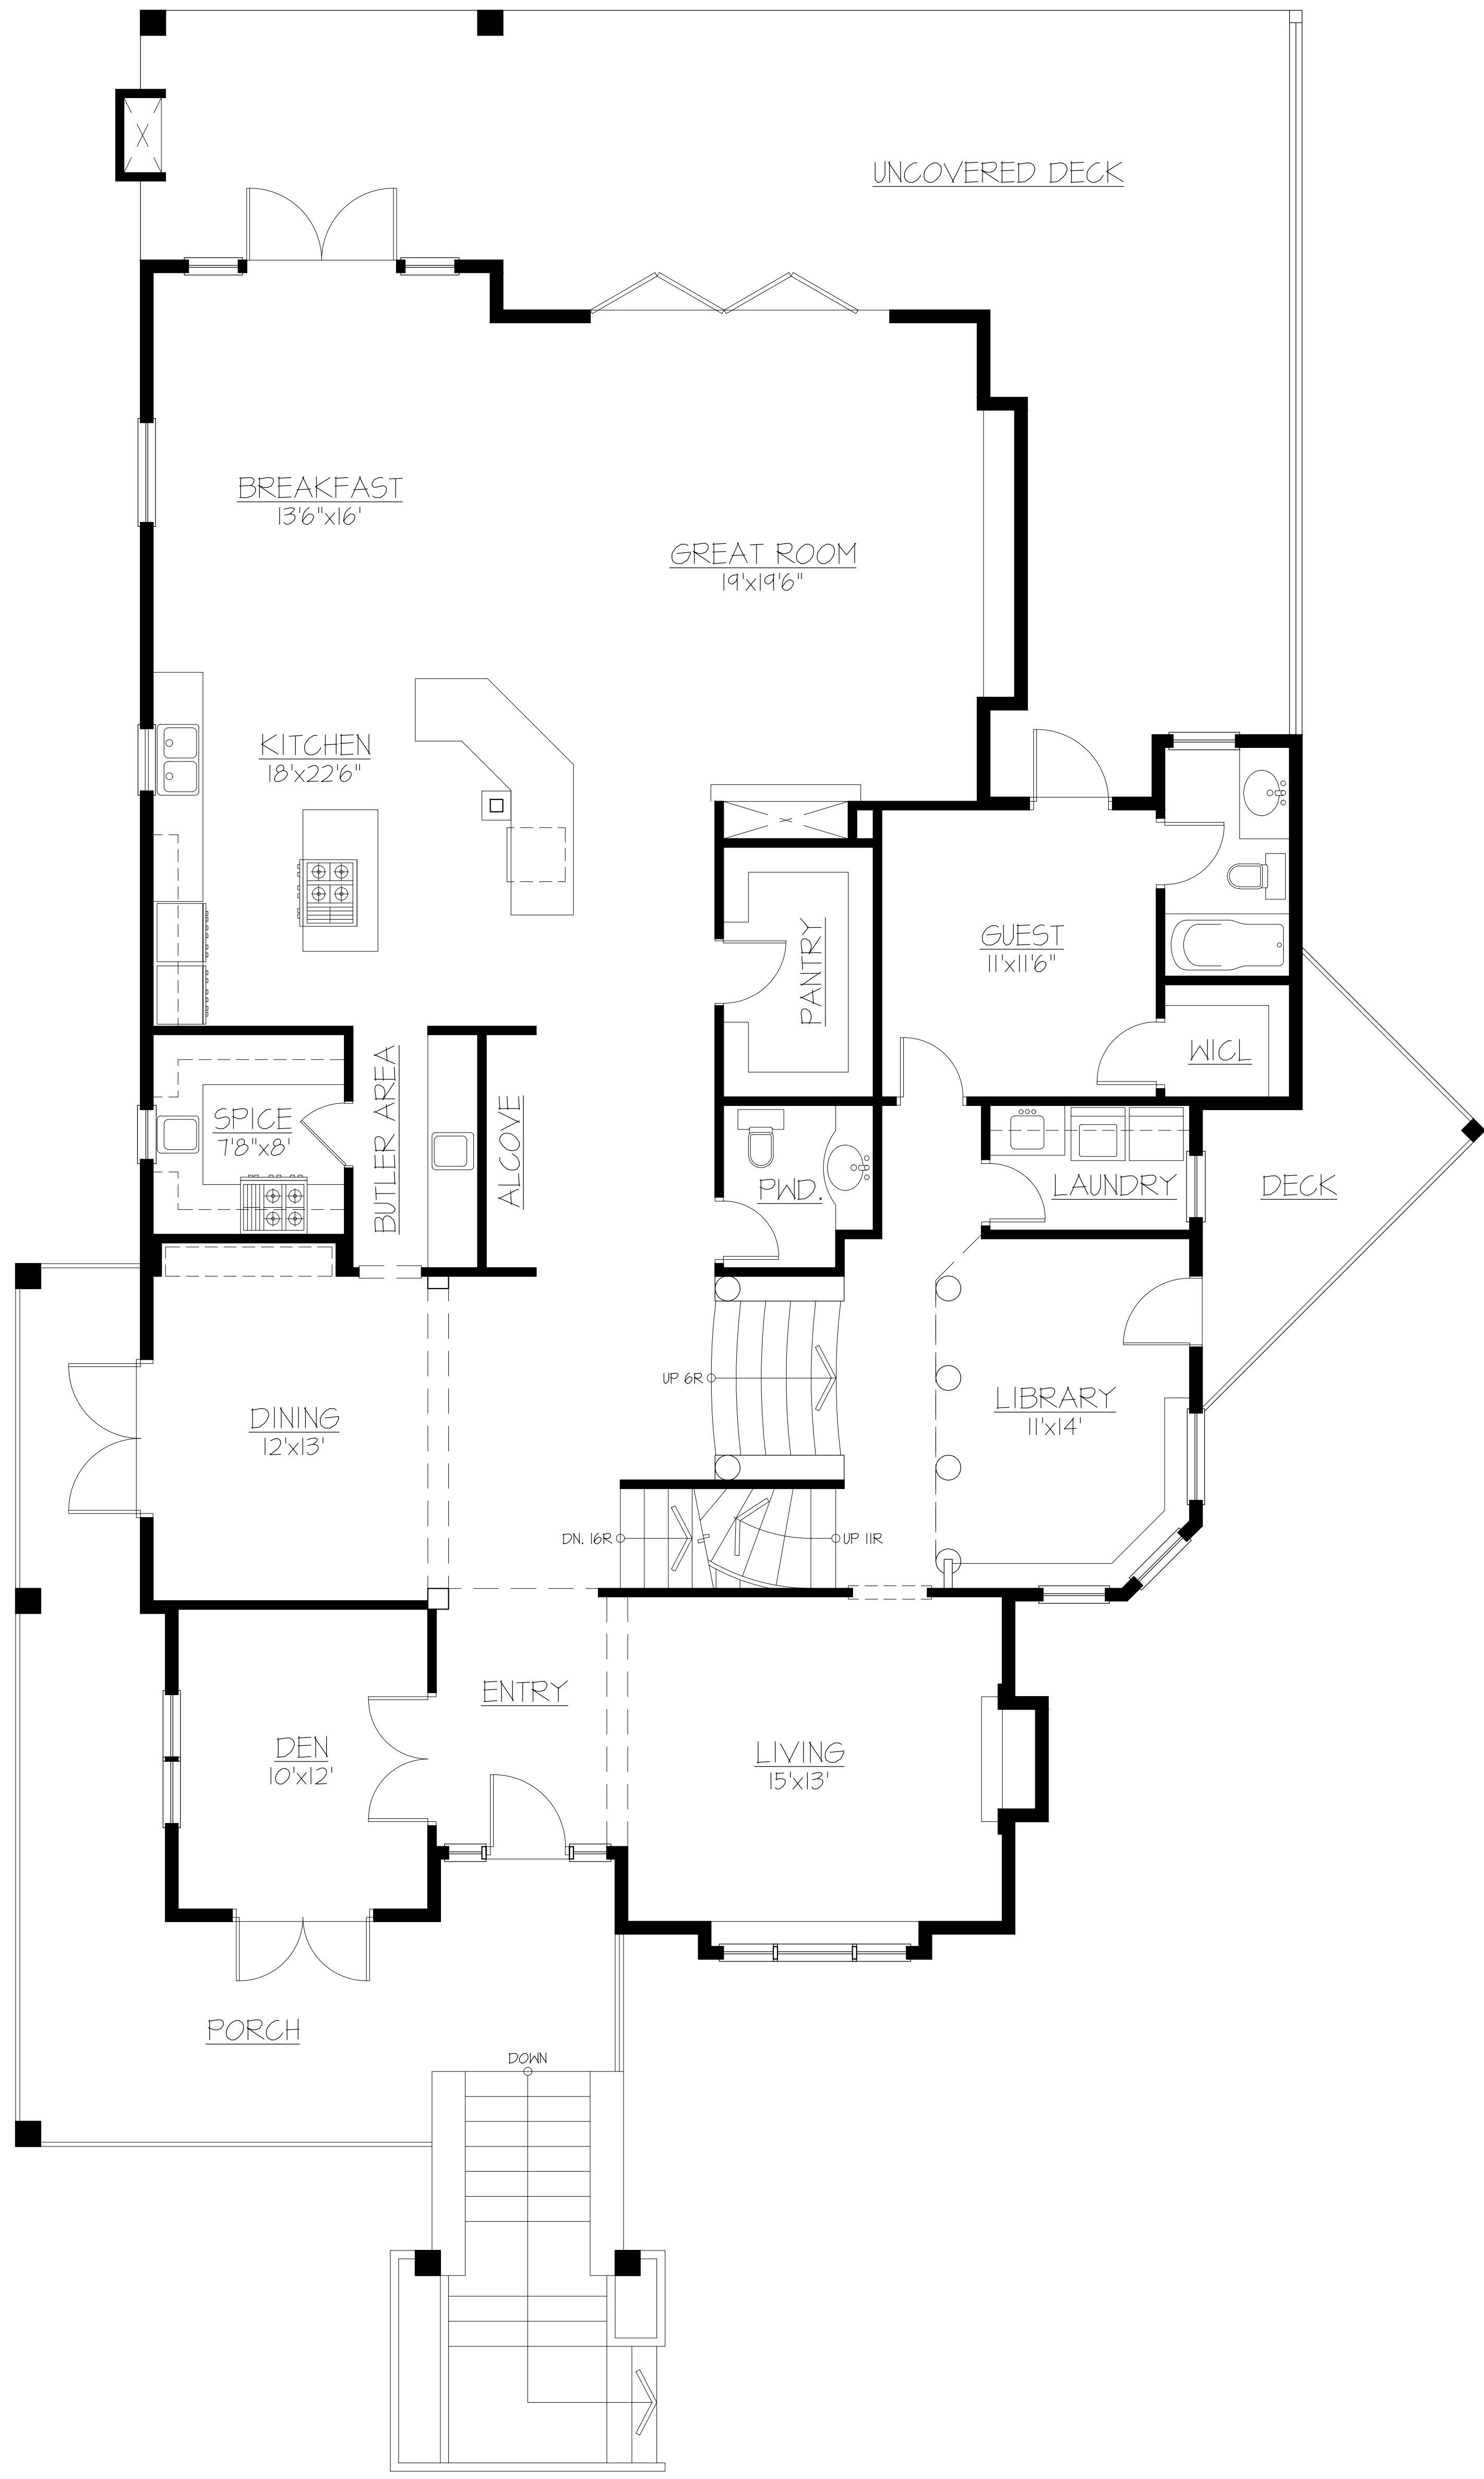 UNCOVERED DECK
BREAKFAST
13'6"x16'
GREAT ROOM
19'x19'6"
KITCHEN
18'x22'6"
GUEST
11'x11'6"
PANTRY
WICL
SPICE
7'8"x8'
BUTLER AREA
ALCOVE
PWD.
LAUNDRY
DECK
UP 6R
LIBRARY
11'x14'
DINING
12'x13'
DN. 16R
UP 11R
ENTRY
DEN
10'x12'
LIVING
15'x13'
PORCH
DOWN